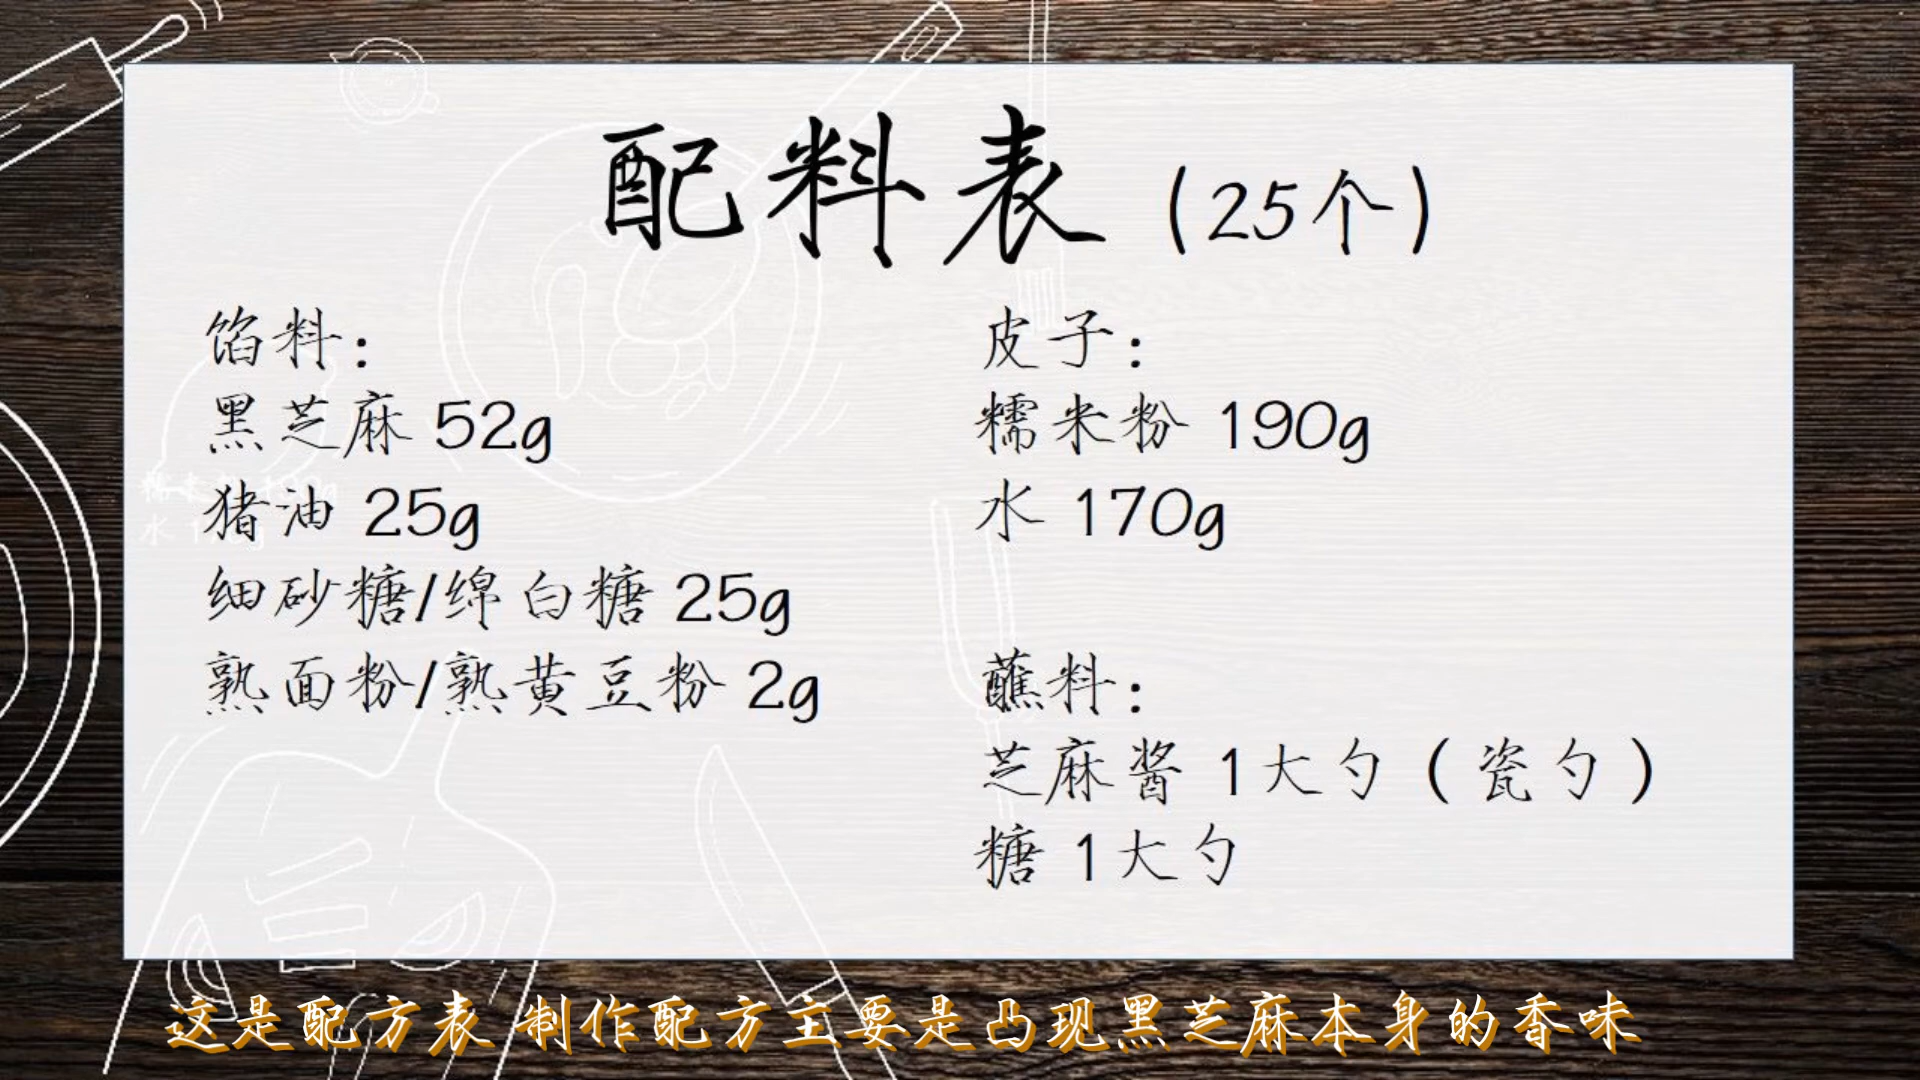 配料表（25个）
馅料：
黑芝麻 52g
猪油 25g
细砂糖/绵白糖 25g
熟面粉/熟黄豆粉 2g
皮子：
糯米粉 190g
水 170g
蘸料：
芝麻酱 1大勺（瓷勺）
糖 1大勺
这是配方表 制作配方主要是凸现黑芝麻本身的香味